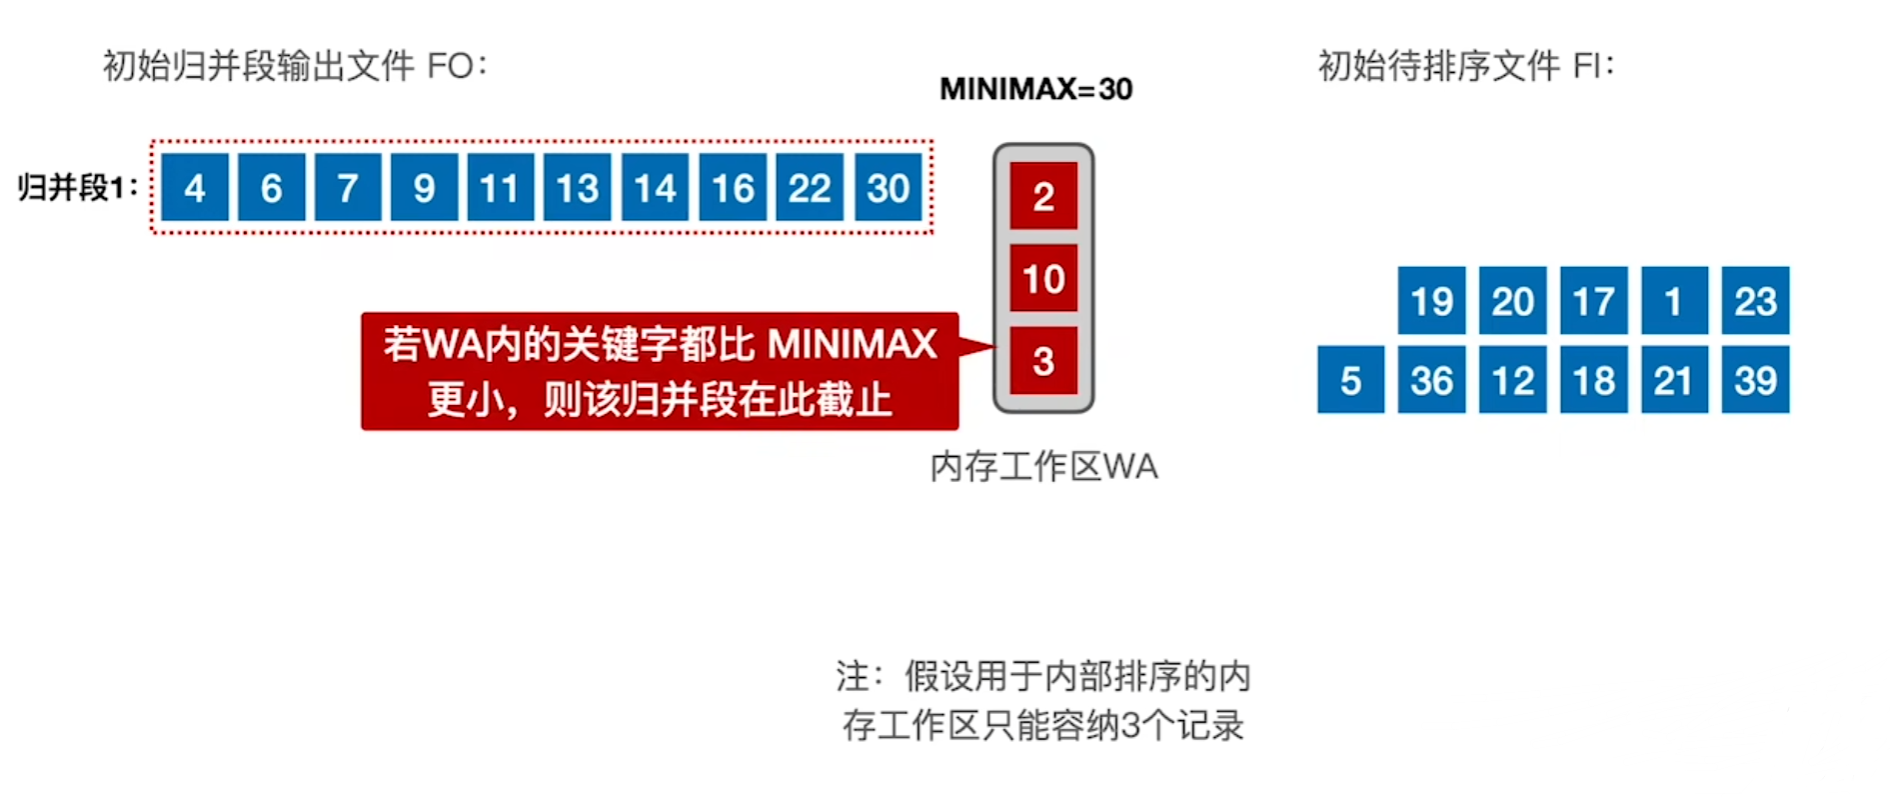 初始归并段输出文件 FO：
MINIMAX=30
初始待排序文件 FI：
归并段1：
4 6 7 9 11 13 14 16 22 30
2
10
3
若WA内的关键字都比 MINIMAX
更小，则该归并段在此截止
内存工作区WA
19 20 17 1 23
5 36 12 18 21 39
注：假设用于内部排序的内
存工作区只能容纳3个记录